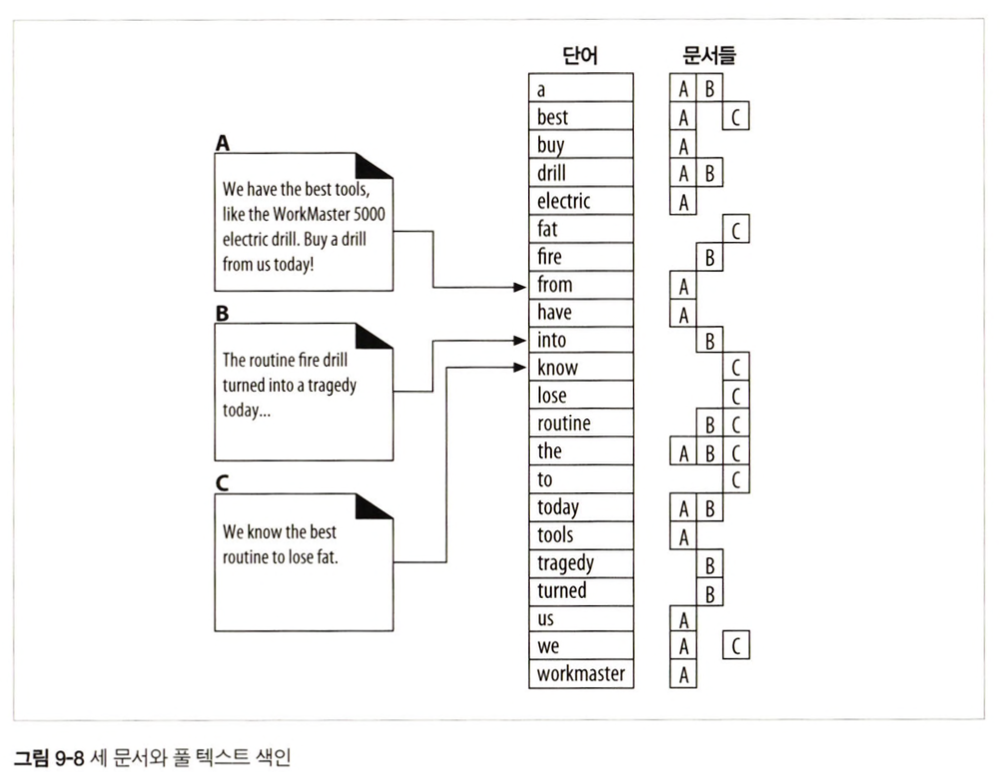 단어 문서들
A
We have the best tools,
like the WorkMaster 5000
electric drill. Buy a drill
from us today!
B
The routine fire drill
turned into a tragedy
today...
C
We know the best
routine to lose fat.
a A B
best A C
buy A
drill A B
electric A
fat C
fire B
from A
have A
into B
know C
lose C
routine B C
the A B C
to C
today A B
tools A
tragedy B
turned B
us A
we A C
workmaster A
그림 9-8 세 문서와 풀 텍스트 색인